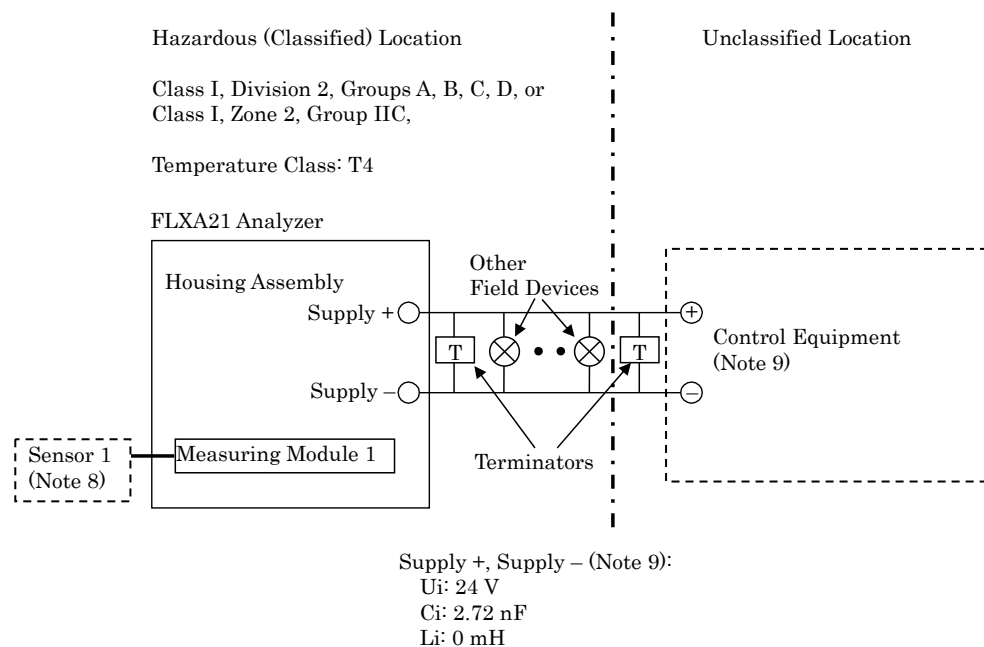 Hazardous (Classified) Location
Unclassified Location
Class I, Division 2, Groups A, B, C, D, or
Class I, Zone 2, Group IIC,
Temperature Class: T4
FLXA21 Analyzer
Housing Assembly
Other
Field Devices
Supply +
+
T
T
Control Equipment
(Note 9)
Supply –
–
Sensor 1
(Note 8)
Measuring Module 1
Terminators
Supply +, Supply – (Note 9):
Ui: 24 V
Ci: 2.72 nF
Li: 0 mH